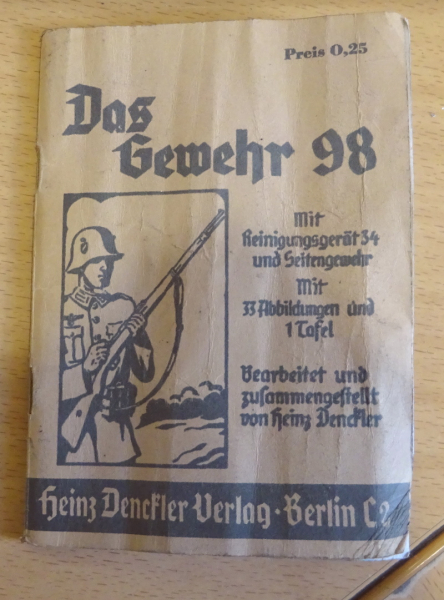 Preis 0,25
Das
Gewehr 98
Mit
Reinigungsgerät 34
und Seitengewehr
Mit
33 Abbildungen und
1 Tafel
Bearbeitet und
zusammengestellt
von Heinz Denckler
Heinz Denckler Verlag · Berlin C 2